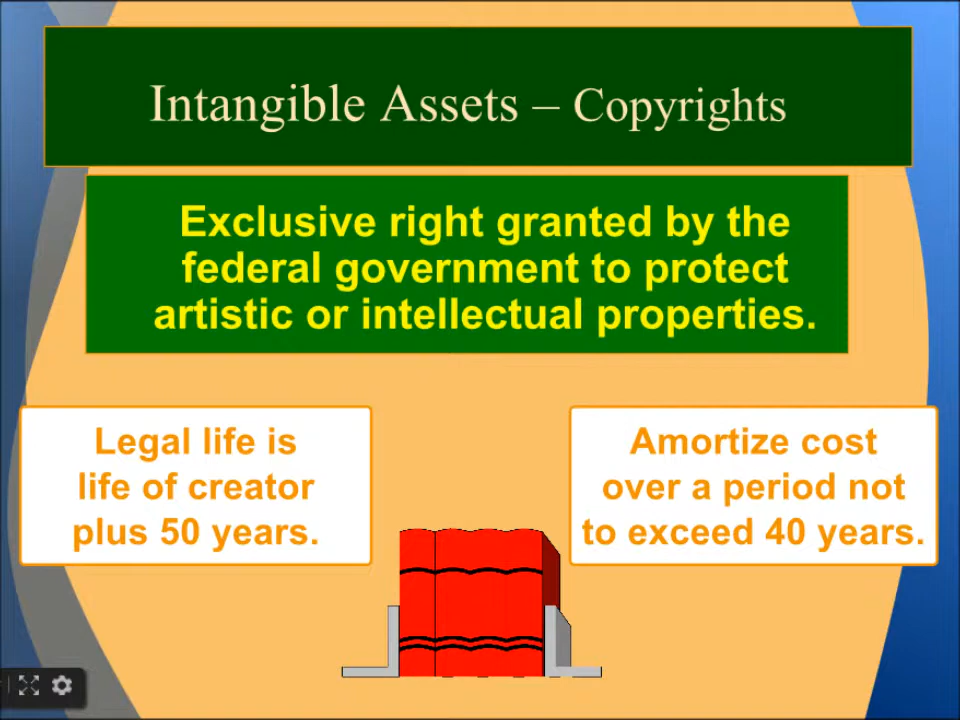 Intangible Assets – Copyrights
Exclusive right granted by the
federal government to protect
artistic or intellectual properties.
Legal life is
life of creator
plus 50 years.
Amortize cost
over a period not
to exceed 40 years.